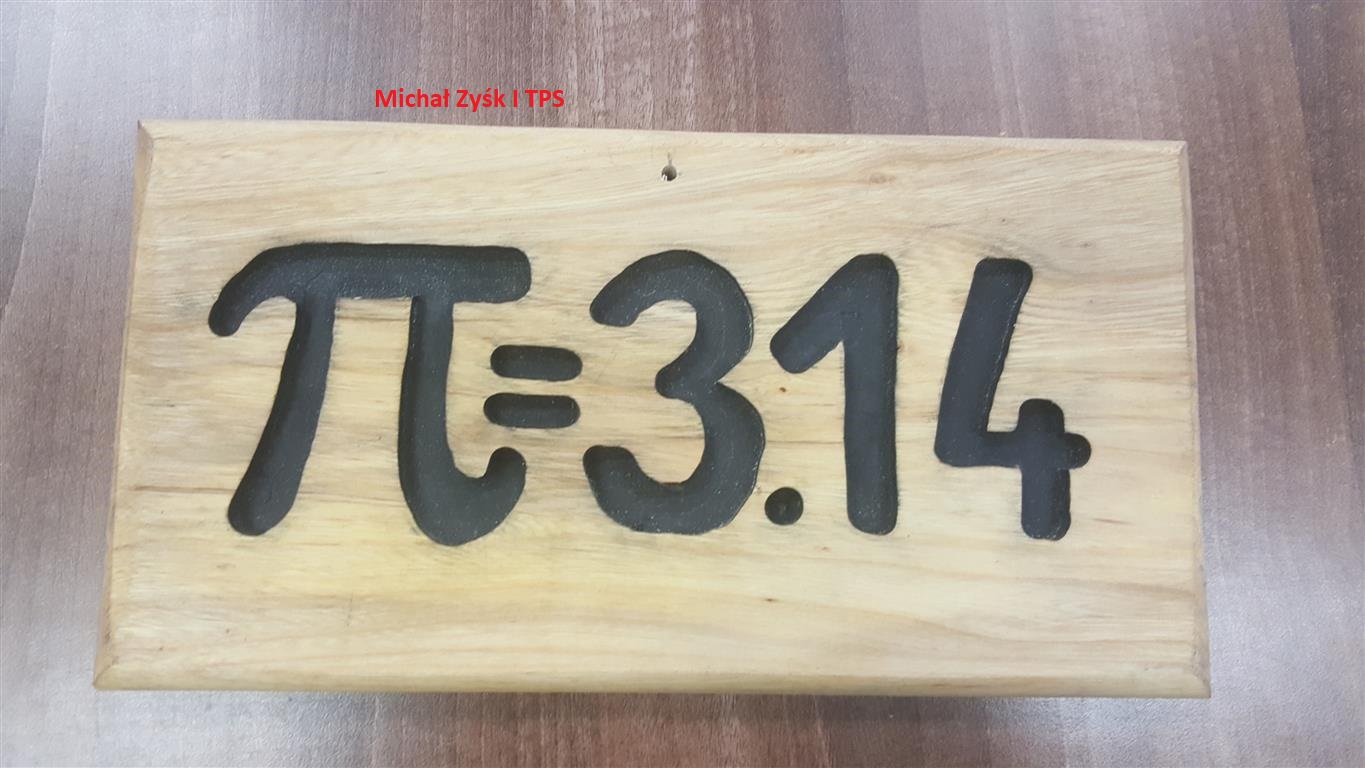 Michał Zyśk I TPS
π=3.14